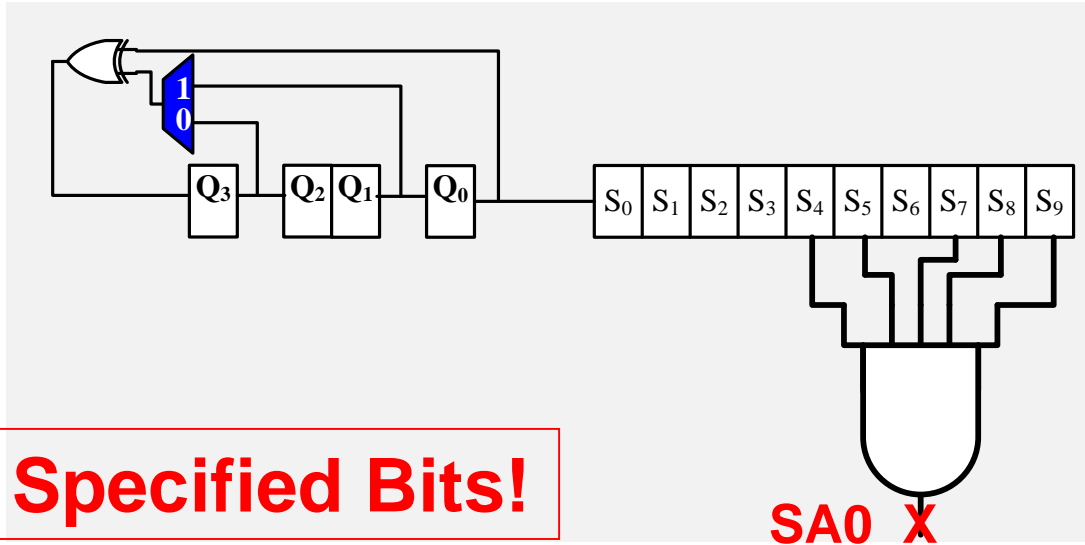 1
0
Q₃ Q₂ Q₁ Q₀
S₀ S₁ S₂ S₃ S₄ S₅ S₆ S₇ S₈ S₉
Specified Bits!
SA0 X